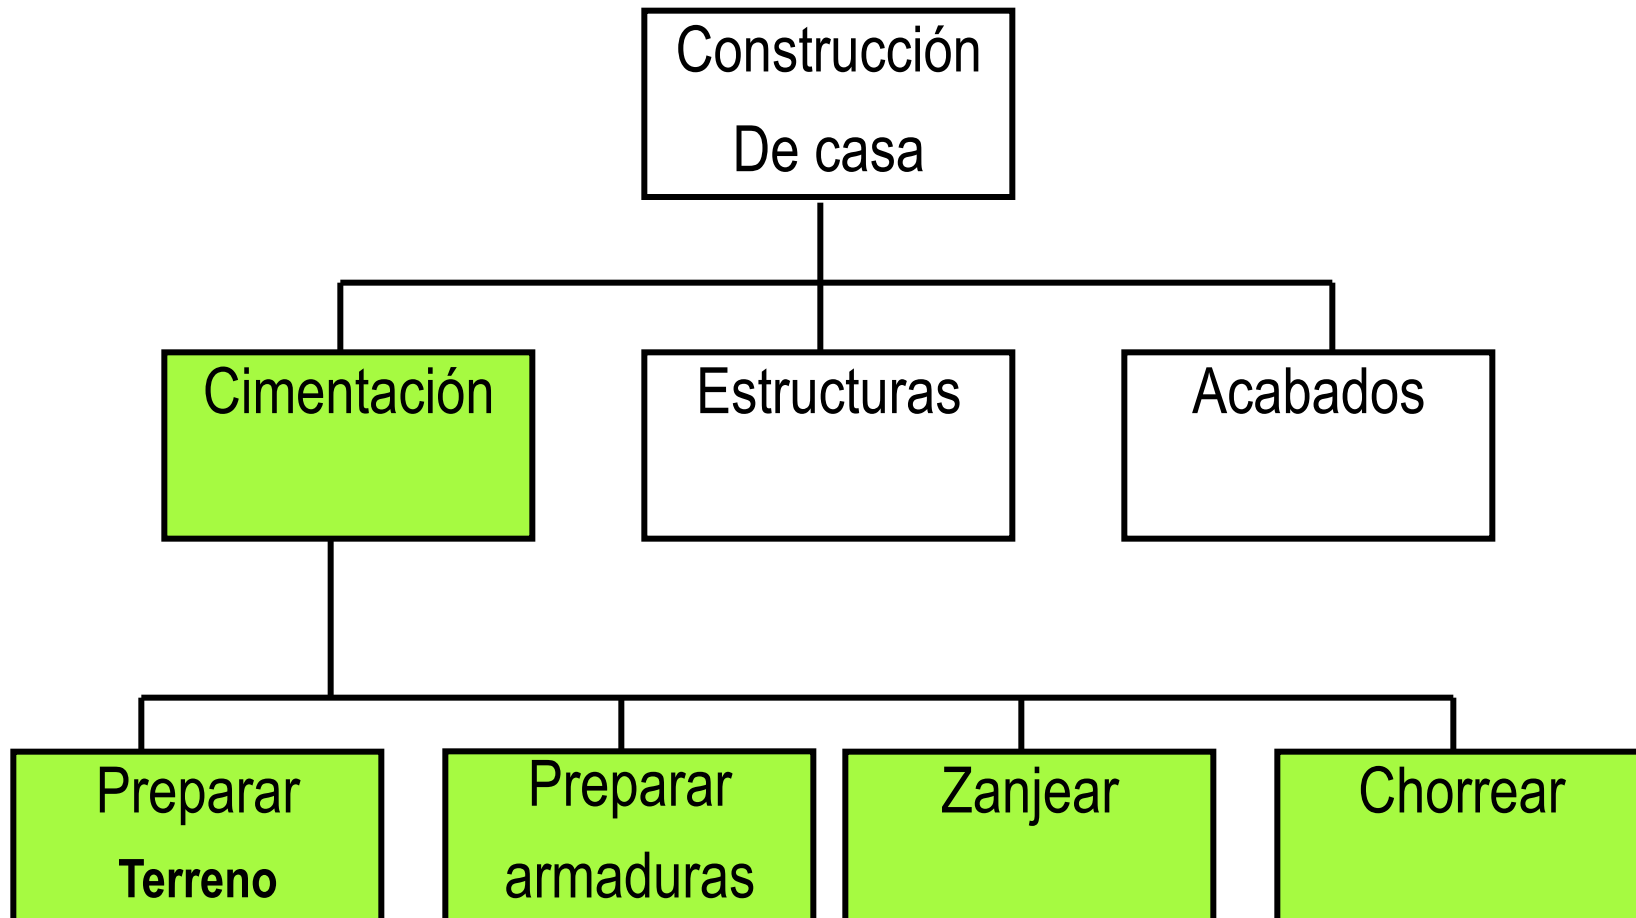 Construcción
De casa
Cimentación
Estructuras
Acabados
Preparar
Terreno
Preparar
armaduras
Zanjear
Chorrear